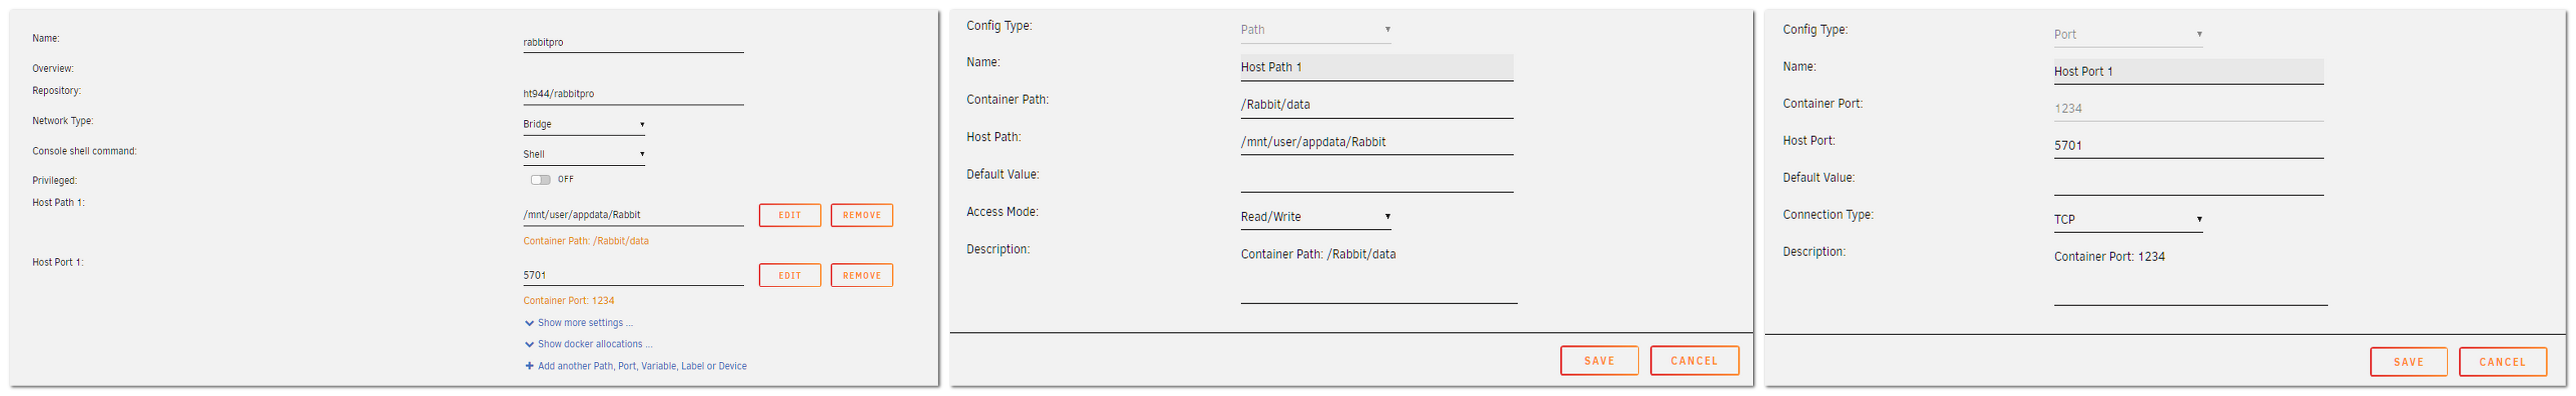 Name: rabbitpro
Overview:
Repository: ht944/rabbitpro
Network Type: Bridge
Console shell command: Shell
Privileged: OFF
Host Path 1: /mnt/user/appdata/Rabbit EDIT REMOVE
Container Path: /Rabbit/data
Host Port 1: 5701 EDIT REMOVE
Container Port: 1234
Show more settings ...
Show docker allocations ...
Add another Path, Port, Variable, Label or Device
Config Type: Path
Name: Host Path 1
Container Path: /Rabbit/data
Host Path: /mnt/user/appdata/Rabbit
Default Value:
Access Mode: Read/Write
Description: Container Path: /Rabbit/data
SAVE CANCEL
Config Type: Port
Name: Host Port 1
Container Port: 1234
Host Port: 5701
Default Value:
Connection Type: TCP
Description: Container Port: 1234
SAVE CANCEL